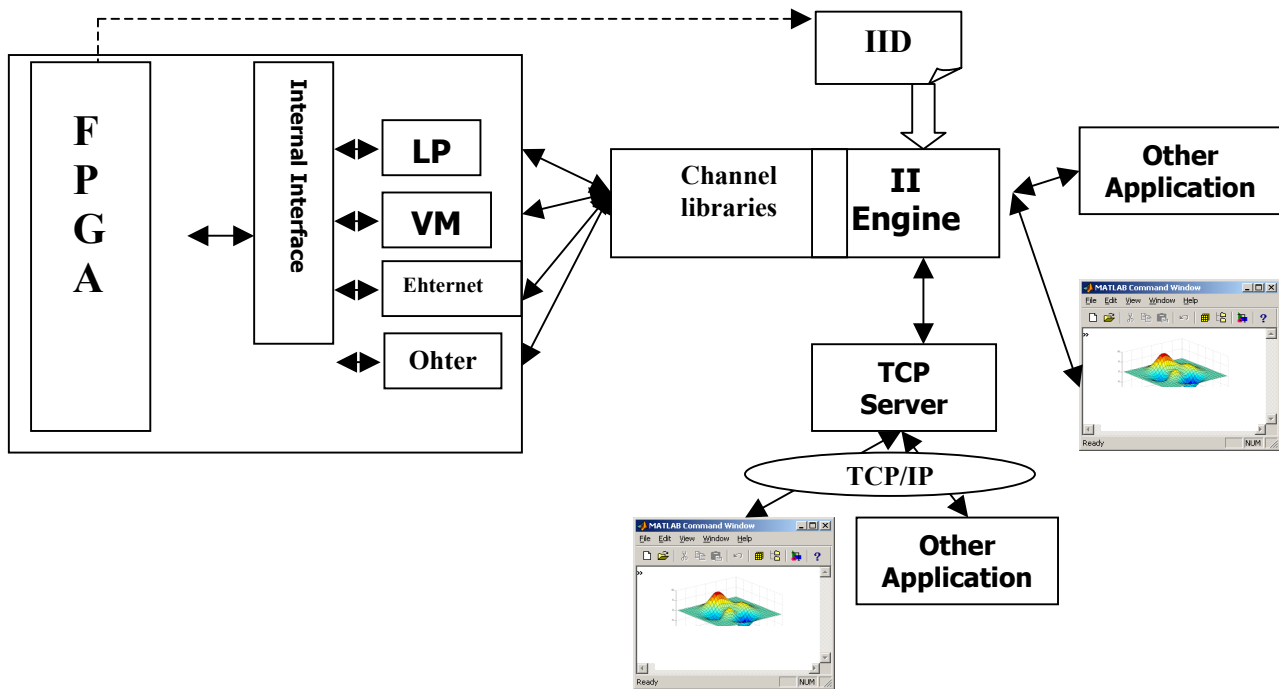 IID
F
P
G
A
Internal Interface
LP
VM
Ehternet
Ohter
Channel
libraries
II
Engine
Other
Application
MATLAB Command Window
File Edit View Window Help
?
>>
Ready
NUM
TCP
Server
TCP/IP
MATLAB Command Window
File Edit View Window Help
?
>>
Ready
NUM
Other
Application